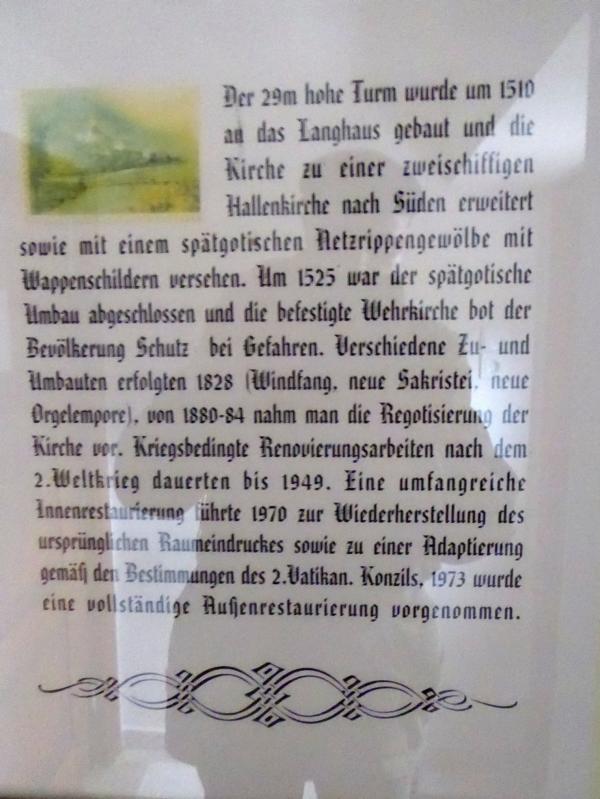 Der 29m hohe Turm wurde um 1510
an das Langhaus gebaut und die
Kirche zu einer zweischiffigen
Hallenkirche nach Süden erweitert
sowie mit einem spätgotischen Netzrippengewölbe mit
Wappenschildern versehen. Um 1525 war der spätgotische
Umbau abgeschlossen und die befestigte Wehrkirche bot der
Bevölkerung Schutz bei Gefahren. Verschiedene Zu- und
Umbauten erfolgten 1828 (Windfang, neue Sakristei, neue
Orgelempore), von 1880-84 nahm man die Regotisierung der
Kirche vor. Kriegsbedingte Renovierungsarbeiten nach dem
2.Weltkrieg dauerten bis 1949. Eine umfangreiche
Innenrestaurierung führte 1970 zur Wiederherstellung des
ursprünglichen Raumeindruckes sowie zu einer Adaptierung
gemäß den Bestimmungen des 2.Vatikan. Konzils, 1973 wurde
eine vollständige Außenrestaurierung vorgenommen.